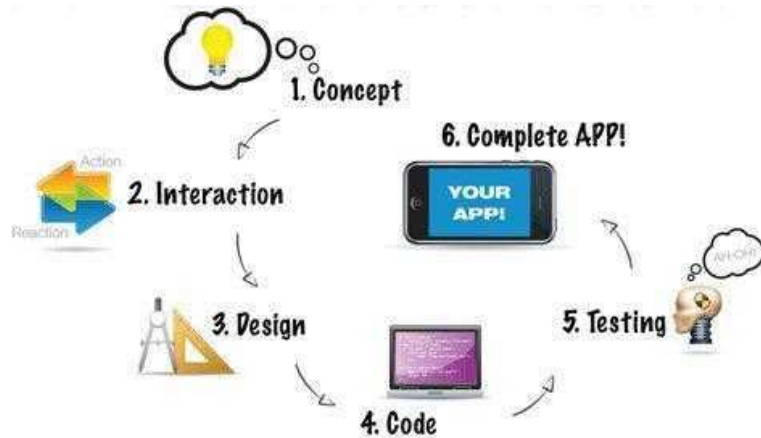 1. Concept
Action
2. Interaction
Reaction
3. Design
4. Code
5. Testing
6. Complete APP!
YOUR
APP!